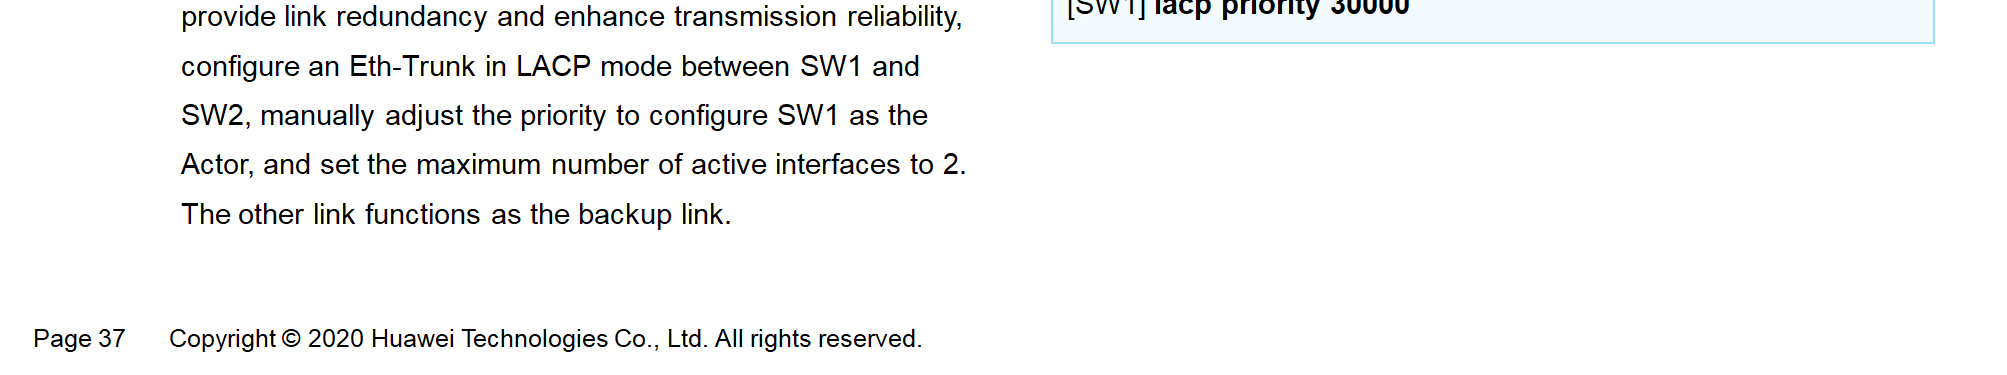 provide link redundancy and enhance transmission reliability,
configure an Eth-Trunk in LACP mode between SW1 and
SW2, manually adjust the priority to configure SW1 as the
Actor, and set the maximum number of active interfaces to 2.
The other link functions as the backup link.
[SW1] lacp priority 30000
Page 37 Copyright © 2020 Huawei Technologies Co., Ltd. All rights reserved.